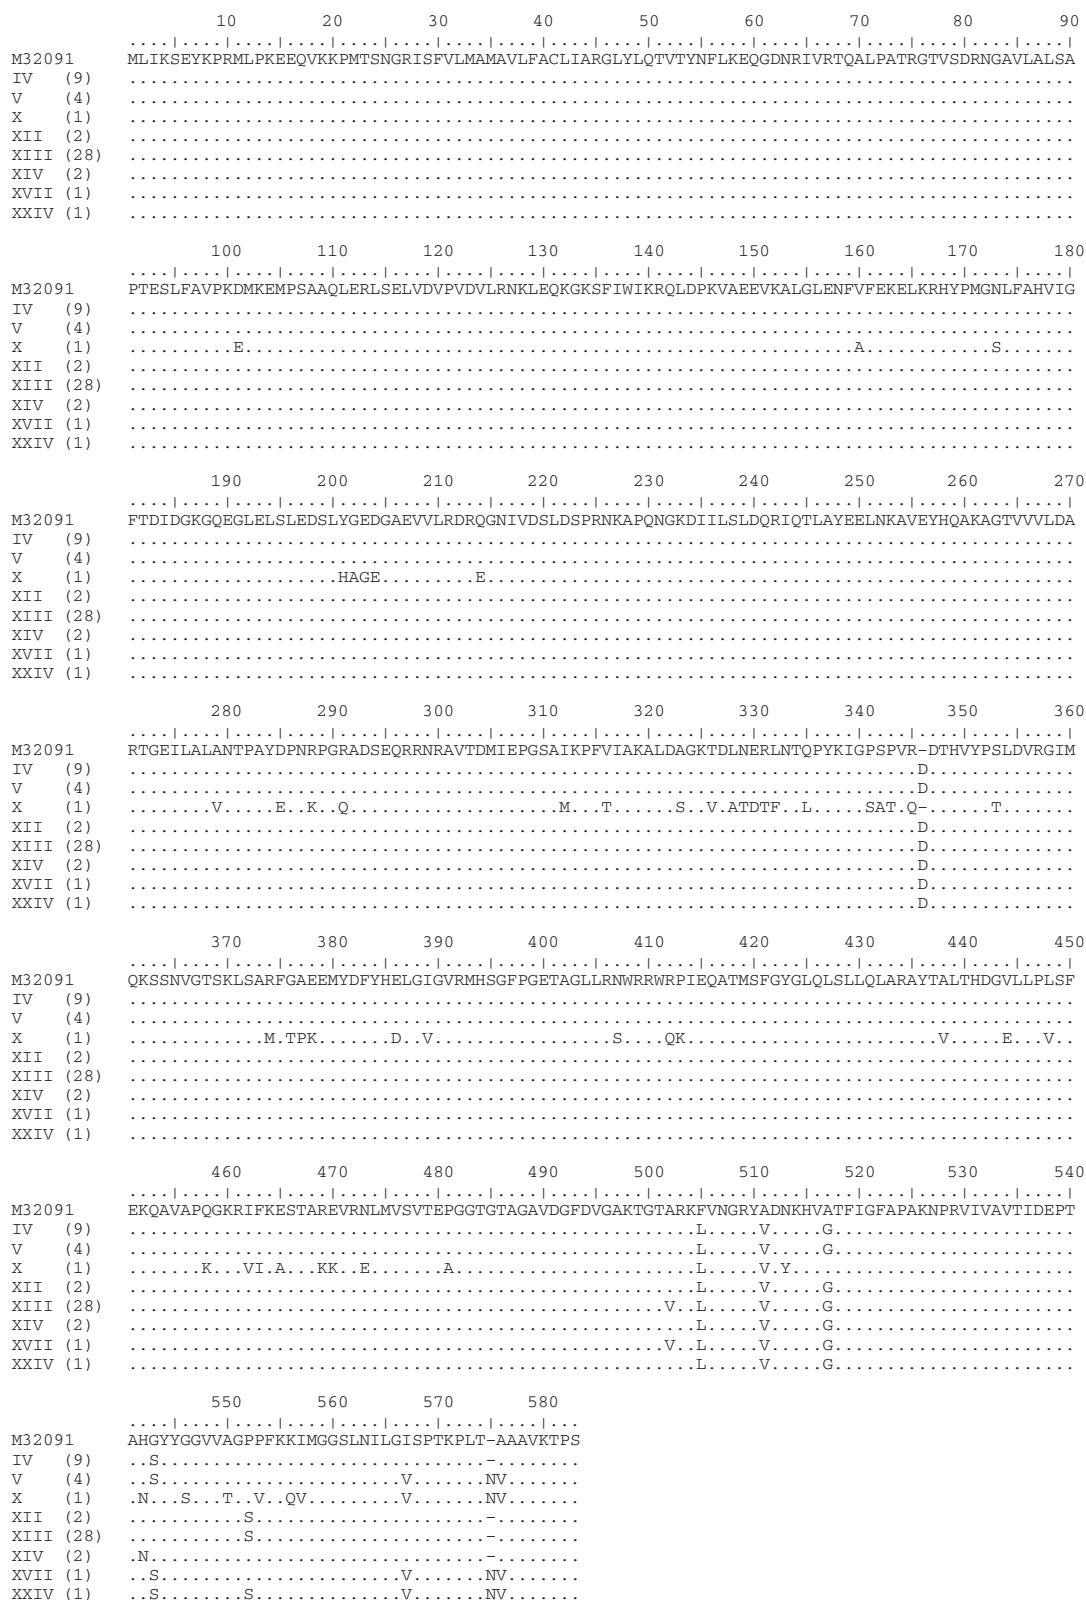 10 20 30 40 50 60 70 80 90
....|....|....|....|....|....|....|....|....|....|....|....|....|....|....|....|....|....|
M32091 MLIKSEYKPRMLPKEEQVKKPMTSNGRISFVLMAMAVLFACLIARGLYLQTVTYNFLKEQGDNRIVRTQALPATRGTVSDRNGAVLALSA
IV (9) ..........................................................................................
V (4) ..........................................................................................
X (1) ..........................................................................................
XII (2) ..........................................................................................
XIII (28) ..........................................................................................
XIV (2) ..........................................................................................
XVII (1) ..........................................................................................
XXIV (1) ..........................................................................................
100 110 120 130 140 150 160 170 180
....|....|....|....|....|....|....|....|....|....|....|....|....|....|....|....|....|....|
M32091 PTESLFAVPKDMKEMPSAAQLERLSELVDVPVDVLRNKLEQKGKSFIWIKRQLDPKVAEEVKALGLENFVFEKELKRHYPMGNLFAHVIG
IV (9) ..........................................................................................
V (4) ..........................................................................................
X (1) ..........E..........................................................A............S.......
XII (2) ..........................................................................................
XIII (28) ..........................................................................................
XIV (2) ..........................................................................................
XVII (1) ..........................................................................................
XXIV (1) ..........................................................................................
190 200 210 220 230 240 250 260 270
....|....|....|....|....|....|....|....|....|....|....|....|....|....|....|....|....|....|
M32091 FTDIDGKGQEGLELSLEDSLYGEDGAEVVLRDRQGNIVDSLDSPRNKAPQNGKDIILSLDQRIQTLAYEELNKAVEYHQAKAGTVVVLDA
IV (9) ..........................................................................................
V (4) ..........................................................................................
X (1) ....................HAGE.........E........................................................
XII (2) ..........................................................................................
XIII (28) ..........................................................................................
XIV (2) ..........................................................................................
XVII (1) ..........................................................................................
XXIV (1) ..........................................................................................
280 290 300 310 320 330 340 350 360
....|....|....|....|....|....|....|....|....|....|....|....|....|....|....|....|....|....|
M32091 RTGEILALANTPAYDPNRPGRADSEQRRNRAVTDMIEPGSAIKPFVIAKALDAGKTDLNERLNTQPYKIGPSPVR-DTHVYPSLDVRGIM
IV (9) ...........................................................................D..............
V (4) ...........................................................................D..............
X (1) ........V.....E..K..Q....................M...T......S..V.ATDTF..L.....SAT.Q-......T.......
XII (2) ...........................................................................D..............
XIII (28) ...........................................................................D..............
XIV (2) ...........................................................................D..............
XVII (1) ...........................................................................D..............
XXIV (1) ...........................................................................D..............
370 380 390 400 410 420 430 440 450
....|....|....|....|....|....|....|....|....|....|....|....|....|....|....|....|....|....|
M32091 QKSSNVGTSKLSARFGAEEMYDFYHELGIGVRMHSGFPGETAGLLRNWRRWRPIEQATMSFGYGLQLSLLQLARAYTALTHDGVLLPLSF
IV (9) ..........................................................................................
V (4) ..........................................................................................
X (1) .............M.TPK.......D..V.................S....QK........................V.....E...V..
XII (2) ..........................................................................................
XIII (28) ..........................................................................................
XIV (2) ..........................................................................................
XVII (1) ..........................................................................................
XXIV (1) ..........................................................................................
460 470 480 490 500 510 520 530 540
....|....|....|....|....|....|....|....|....|....|....|....|....|....|....|....|....|....|
M32091 EKQAVAPQGKRIFKESTAREVRNLMVSVTEPGGTGTAGAVDGFDVGAKTGTARKFVNGRYADNKHVATFIGFAPAKNPRVIVAVTIDEPT
IV (9) ......................................................L.....V.....G.......................
V (4) ......................................................L.....V.....G.......................
X (1) .......K...VI.A...KK..E.......A.......................L.....V.Y...........................
XII (2) ......................................................L.....V.....G.......................
XIII (28) ...................................................V..L.....V.....G.......................
XIV (2) ......................................................L.....V.....G.......................
XVII (1) ...................................................V..L.....V.....G.......................
XXIV (1) ......................................................L.....V.....G.......................
550 560 570 580
....|....|....|....|....|....|....|....|...
M32091 AHGYYGGVVAGPPFKKIMGGSLNILGISPTKPLT-AAAVKTPS
IV (9) ..S...............................-........
V (4) ..S.......................V.......NV.......
X (1) .N...S...T..V..QV.........V.......NV.......
XII (2) ...........S......................-........
XIII (28) ...........S......................-........
XIV (2) .N................................-........
XVII (1) ..S.......................V.......NV.......
XXIV (1) ..S........S..............V.......NV.......